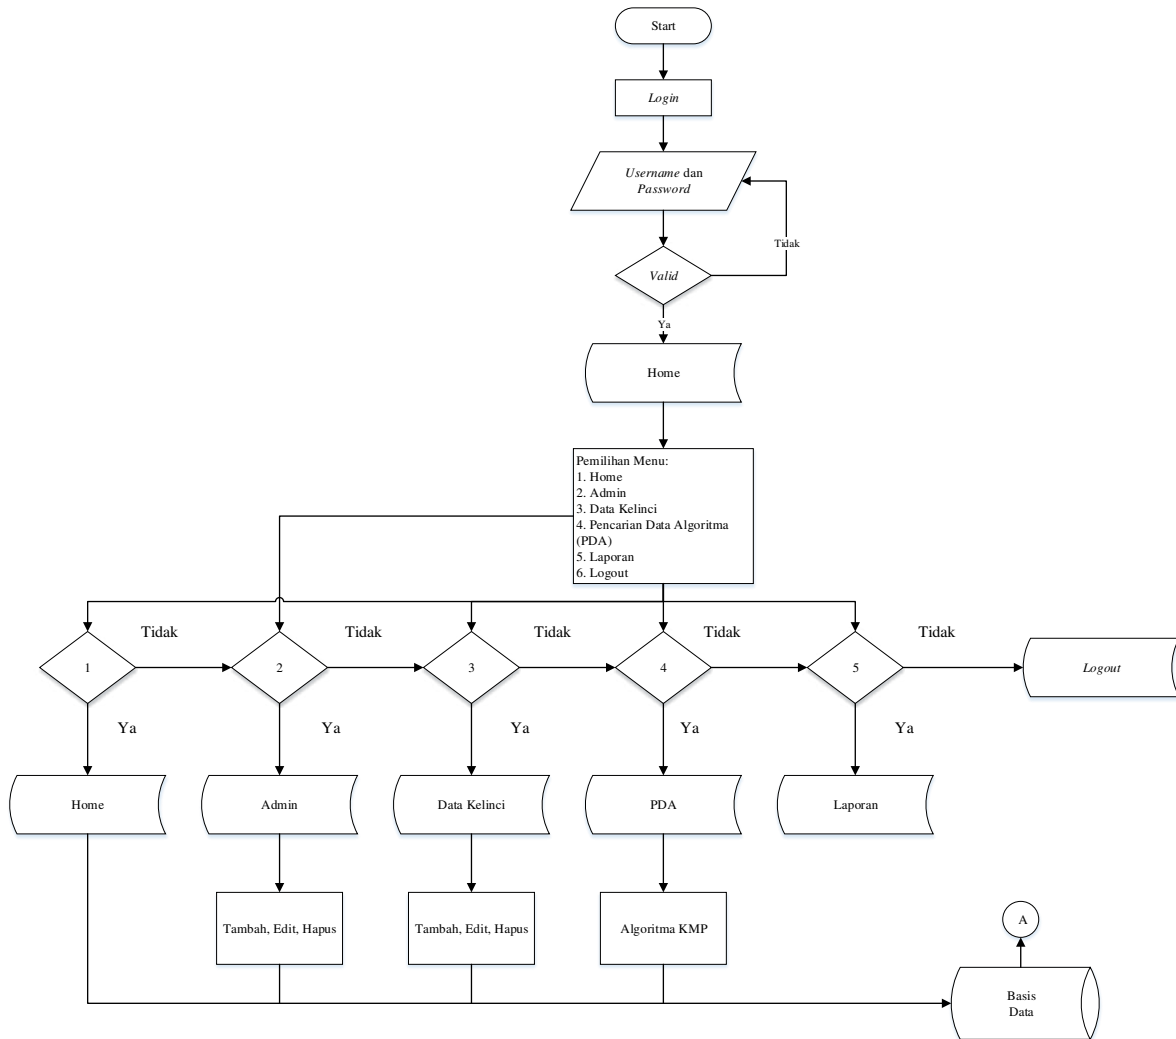 Start
Login
Username dan
Password
Tidak
Valid
Ya
Home
Pemilihan Menu:
1. Home
2. Admin
3. Data Kelinci
4. Pencarian Data Algoritma
(PDA)
5. Laporan
6. Logout
Tidak
Tidak
Tidak
Tidak
Tidak
1
2
3
4
5
Logout
Ya
Ya
Ya
Ya
Ya
Home
Admin
Data Kelinci
PDA
Laporan
Tambah, Edit, Hapus
Tambah, Edit, Hapus
Algoritma KMP
A
Basis
Data